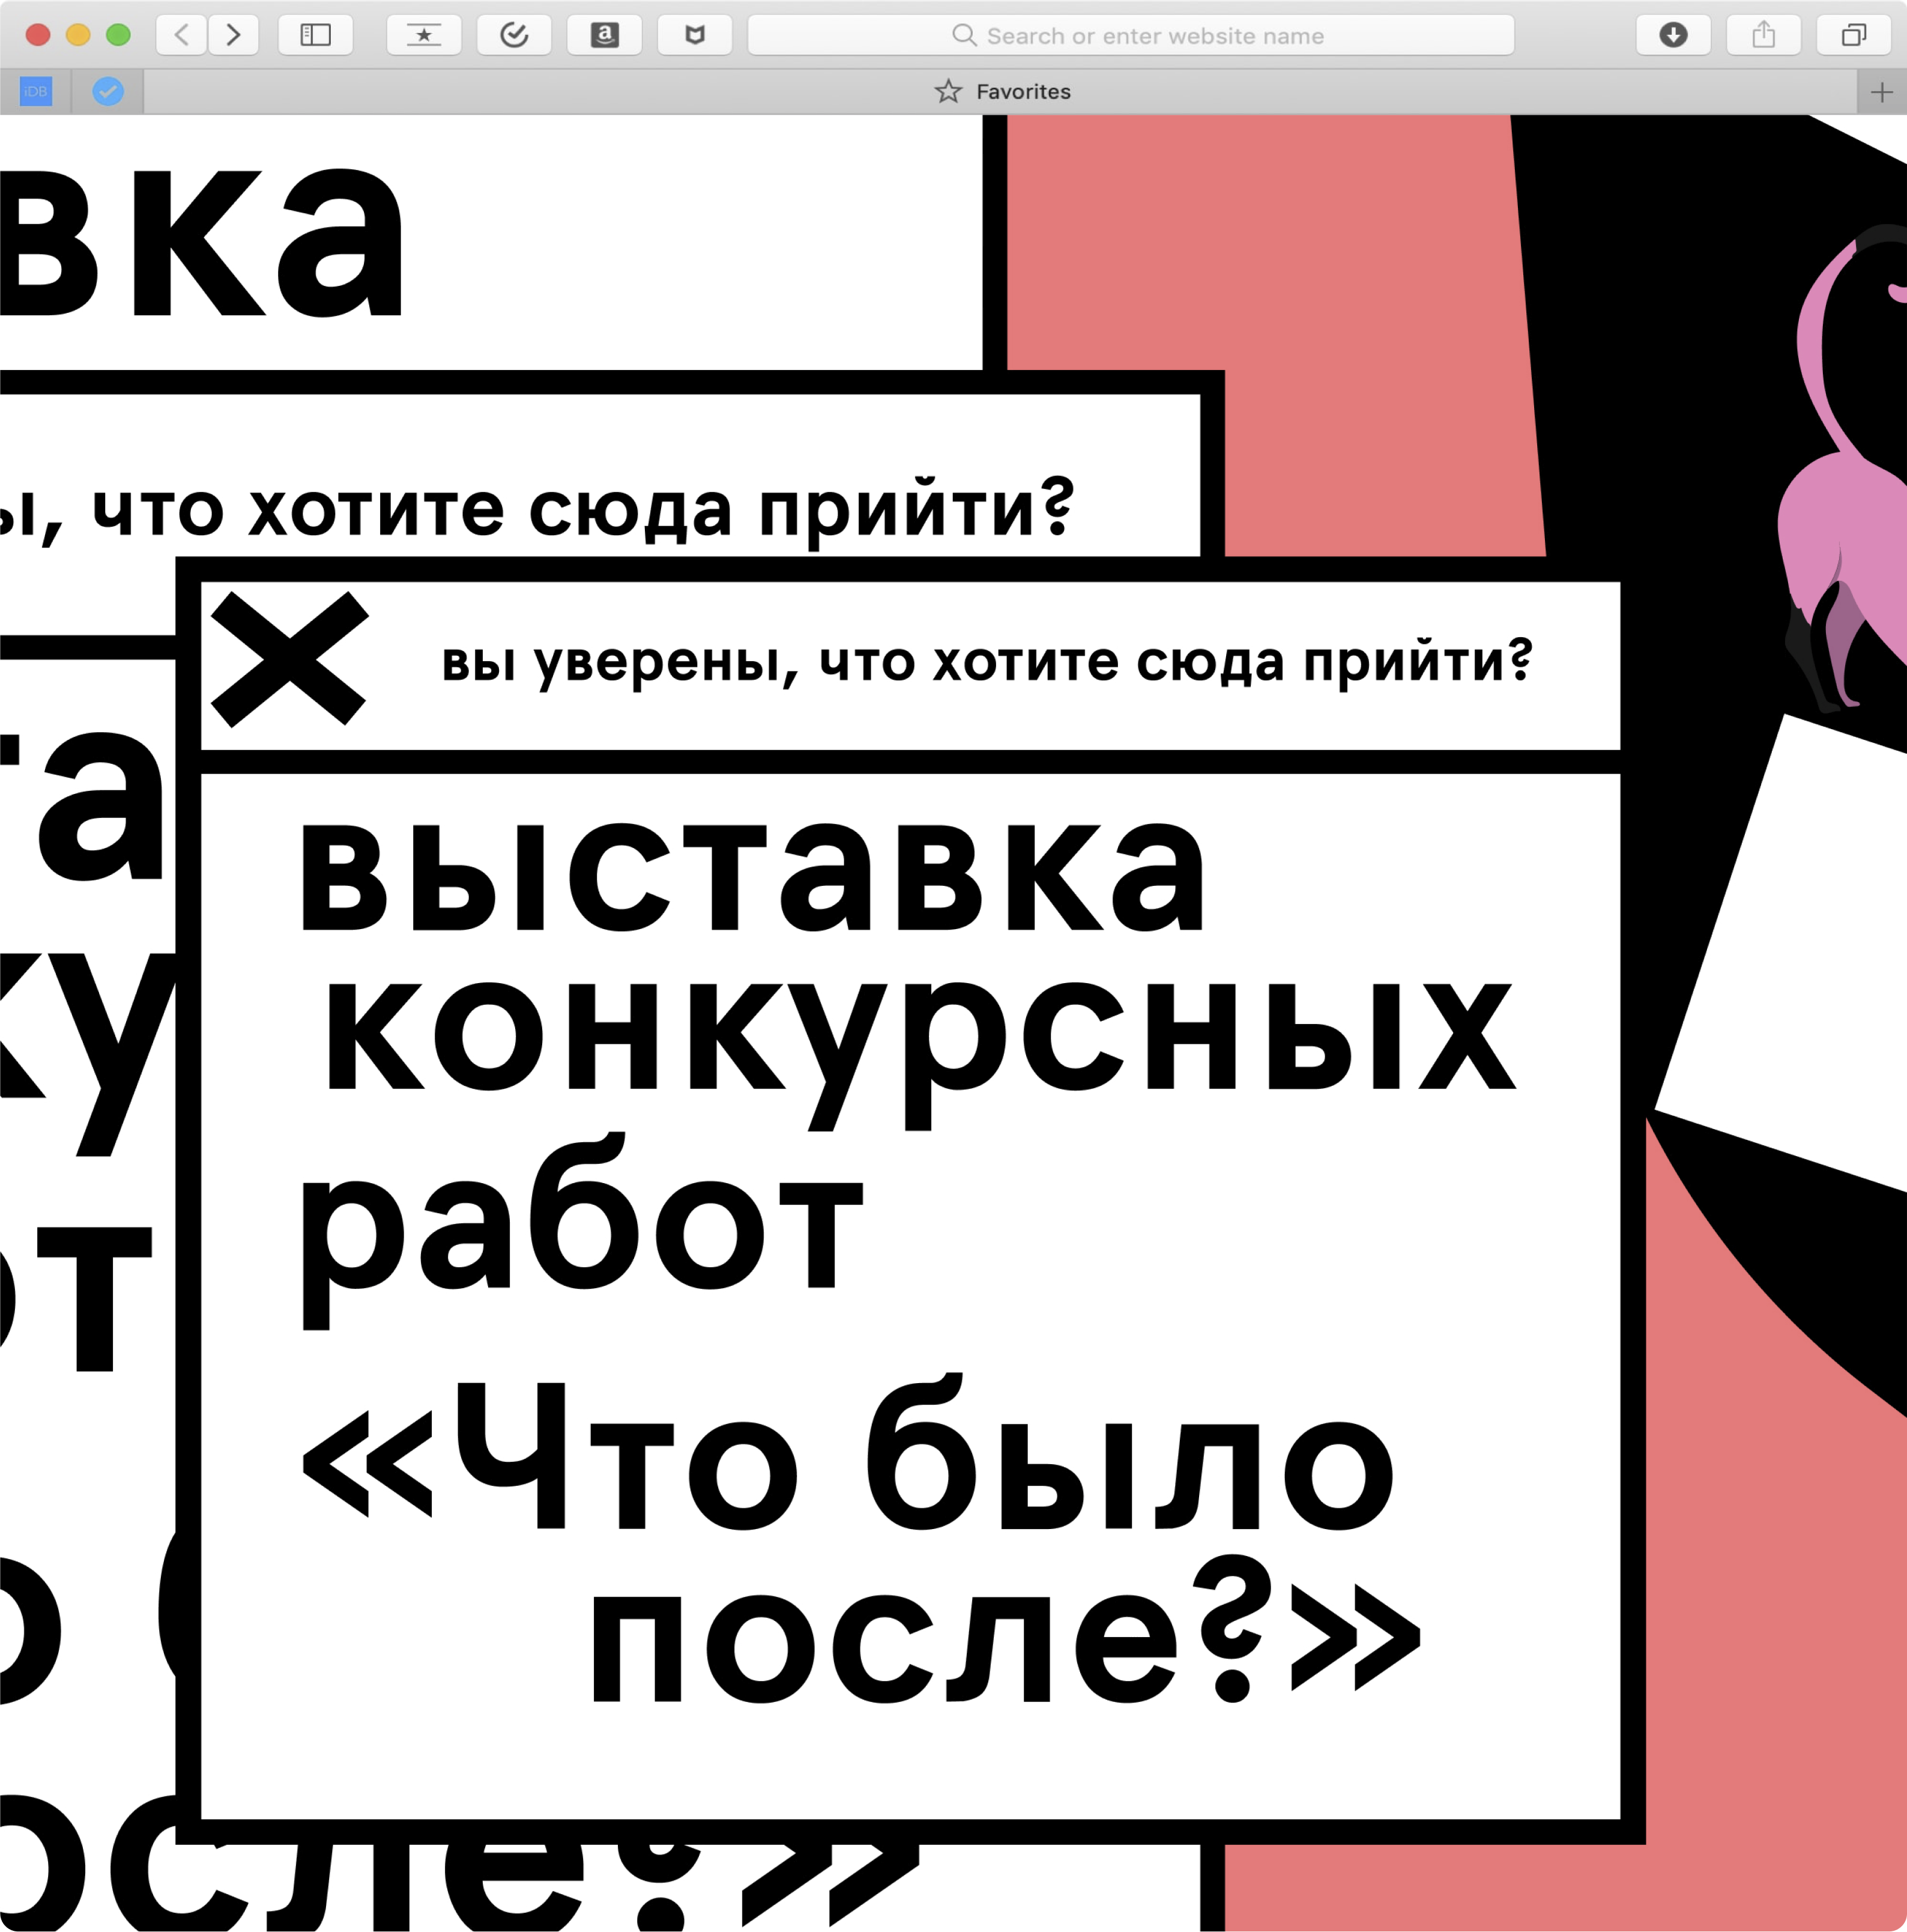 Search or enter website name
iDB
Favorites
вка
ы, что хотите сюда прийти?
вы уверены, что хотите сюда прийти?
выставка
конкурсных
работ
«Что было
после?»
та
ку
от
о
осле?»